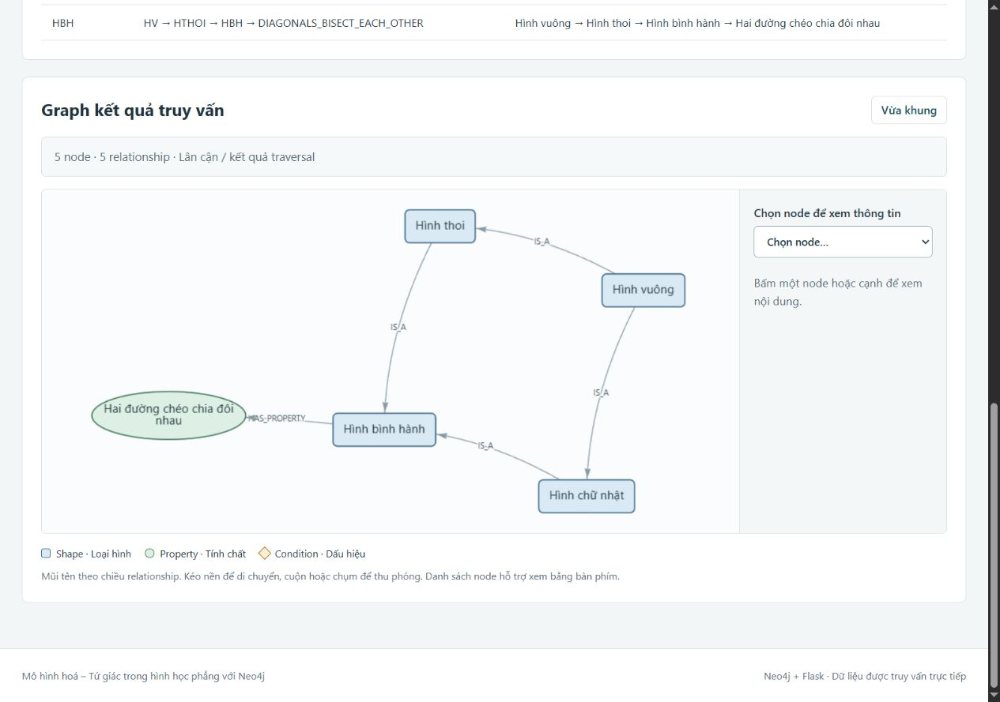 HBH HV → HTHOI → HBH → DIAGONALS_BISECT_EACH_OTHER Hình vuông → Hình thoi → Hình bình hành → Hai đường chéo chia đôi nhau
Graph kết quả truy vấn
Vừa khung
5 node · 5 relationship · Lân cận / kết quả traversal
Hình thoi
IS_A
Hình vuông
IS_A
IS_A
Hai đường chéo chia đôi
nhau
HAS_PROPERTY
Hình bình hành
IS_A
Hình chữ nhật
Chọn node để xem thông tin
Chọn node...
Bấm một node hoặc cạnh để xem
nội dung.
Shape · Loại hình Property · Tính chất Condition · Dấu hiệu
Mũi tên theo chiều relationship. Kéo nền để di chuyển, cuộn hoặc chụm để thu phóng. Danh sách node hỗ trợ xem bằng bàn phím.
Mô hình hoá – Tứ giác trong hình học phẳng với Neo4j
Neo4j + Flask · Dữ liệu được truy vấn trực tiếp